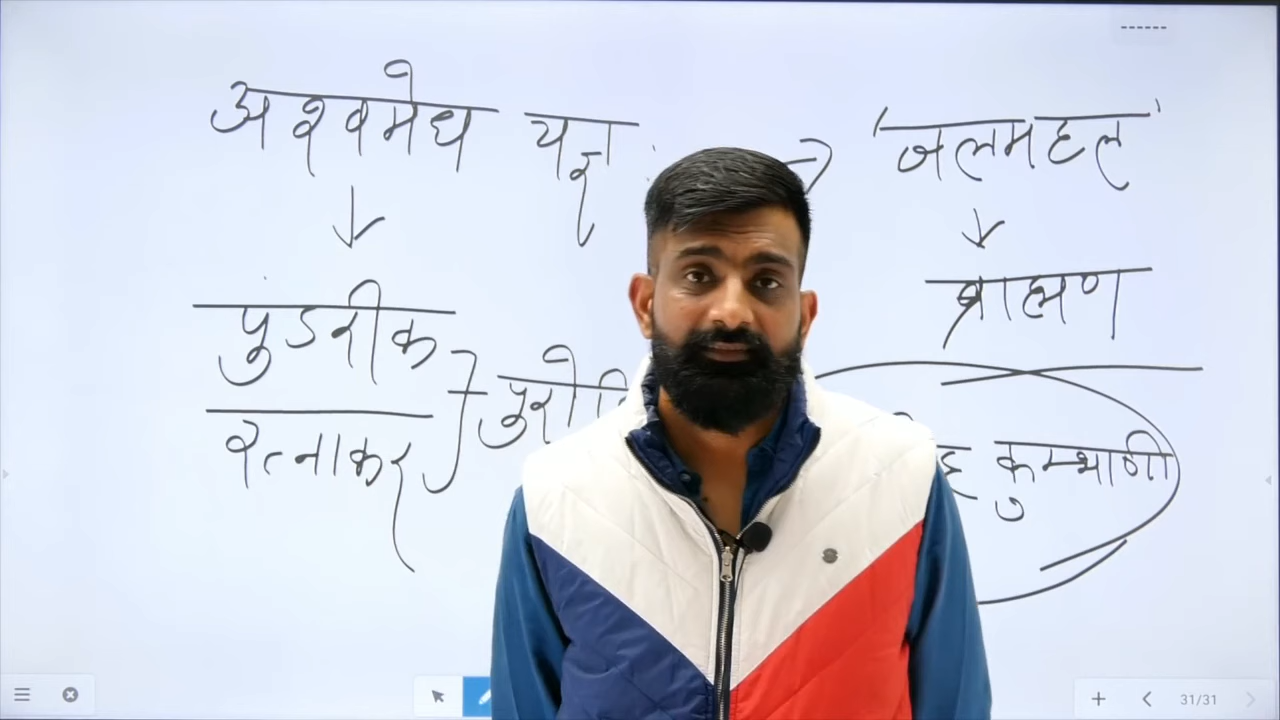 अश्वमेध यज्ञ → 'जलमहल'
↓ ↓
पुंडरीक ब्राह्मण
रत्नाकर
कुम्भाणी
31/31